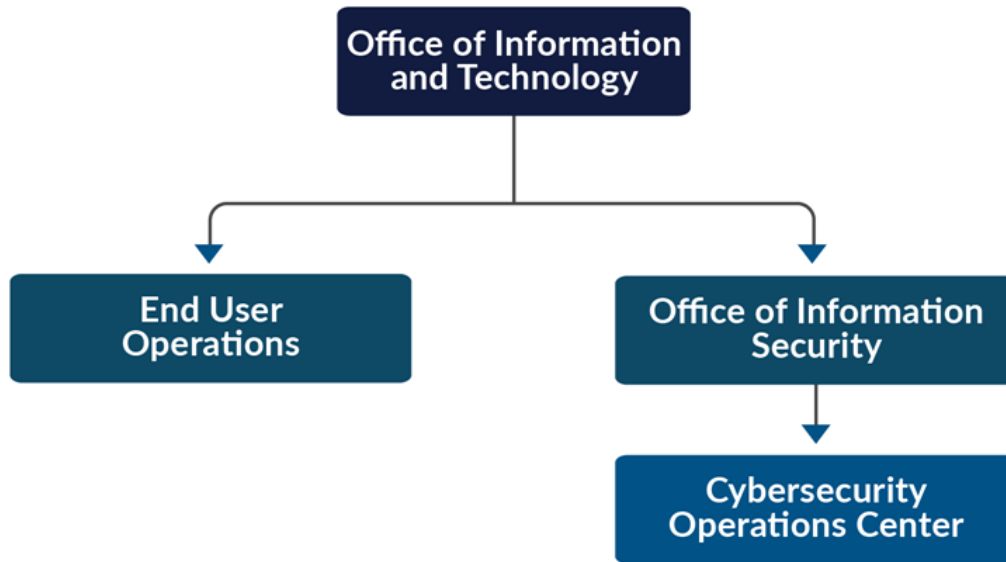 Office of Information
and Technology
End User
Operations
Office of Information
Security
Cybersecurity
Operations Center